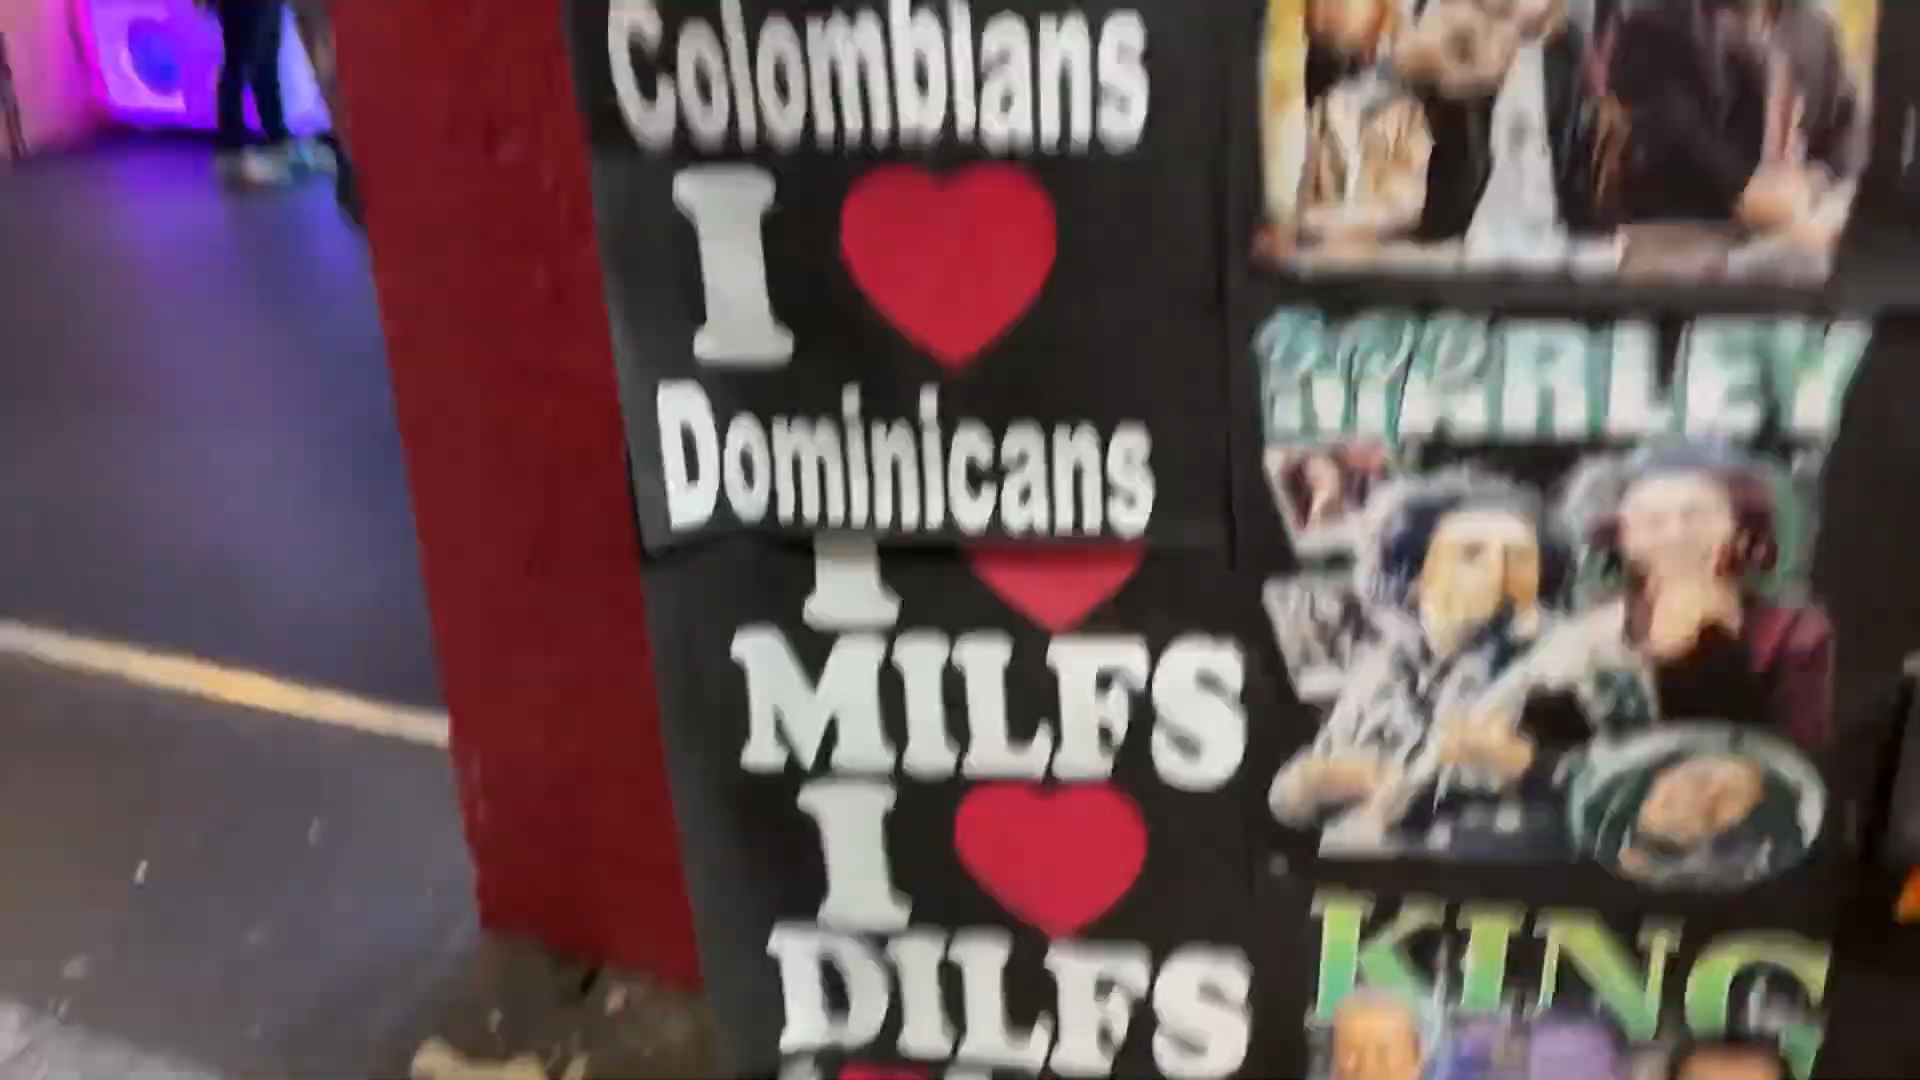 Colombians
I
Dominicans
I
MILFS
I
DILFS
MARLEY
KING